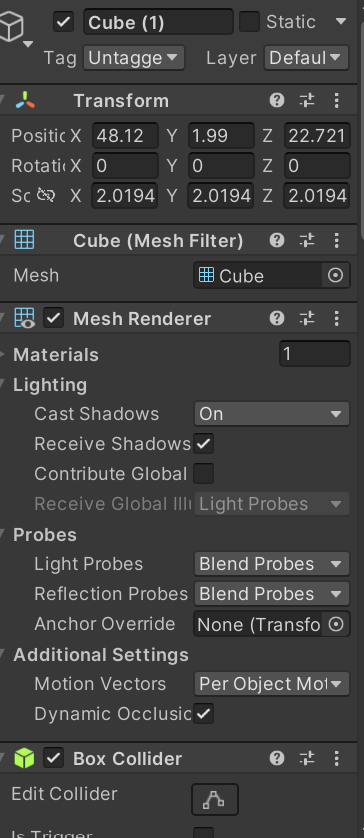 Cube (1) Static
Tag Untagge Layer Defaul
Transform
Positic X 48.12 Y 1.99 Z 22.721
Rotati X 0 Y 0 Z 0
Sc X 2.0194 Y 2.0194 Z 2.0194
Cube (Mesh Filter)
Mesh Cube
Mesh Renderer
Materials 1
Lighting
Cast Shadows On
Receive Shadows
Contribute Global
Receive Global Illu Light Probes
Probes
Light Probes Blend Probes
Reflection Probes Blend Probes
Anchor Override None (Transfo
Additional Settings
Motion Vectors Per Object Mot
Dynamic Occlusic
Box Collider
Edit Collider
Is Trigger